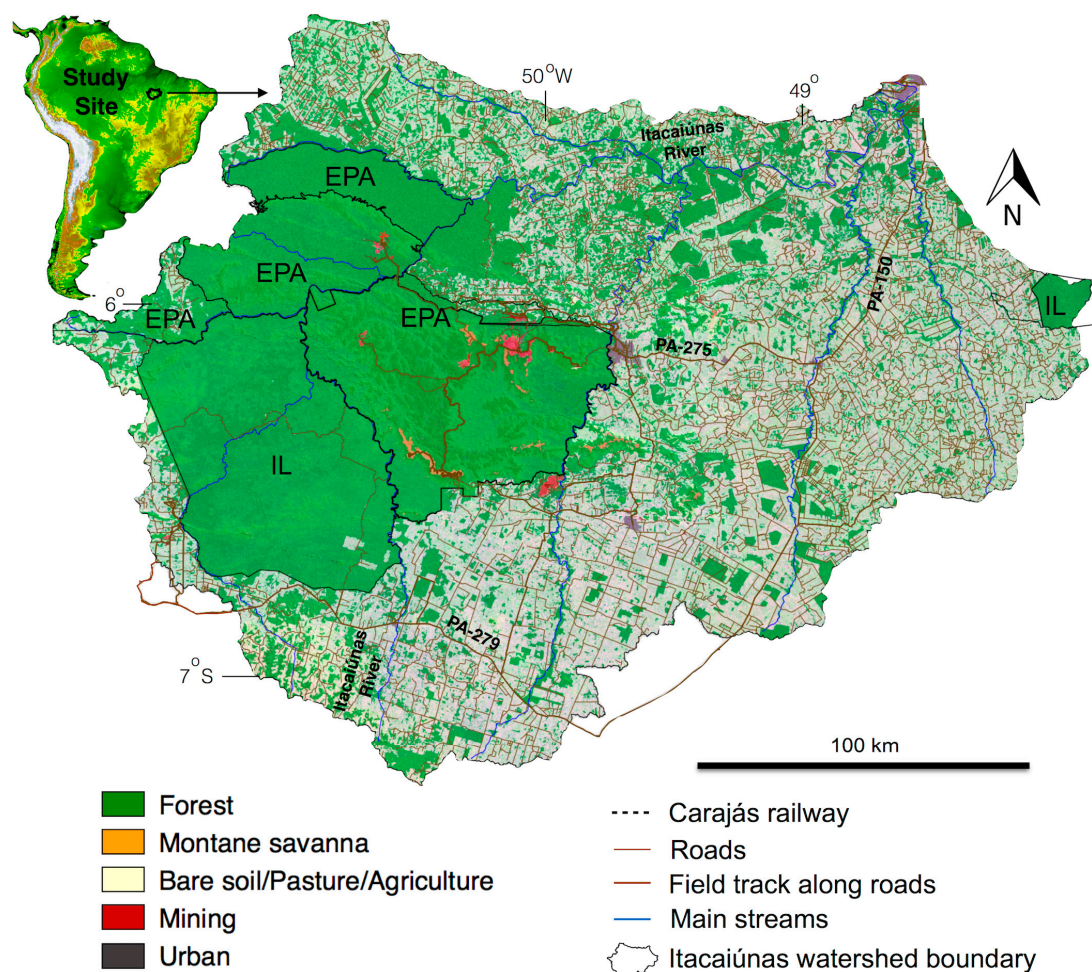 Study
Site
50°W
49°
Itacaiúnas
River
EPA
N
EPA
PA-150
6°
EPA
EPA
IL
PA-275
IL
PA-279
Itacaiúnas
River
7°S
100 km
Forest
Montane savanna
Bare soil/Pasture/Agriculture
Mining
Urban
Carajás railway
Roads
Field track along roads
Main streams
Itacaiúnas watershed boundary